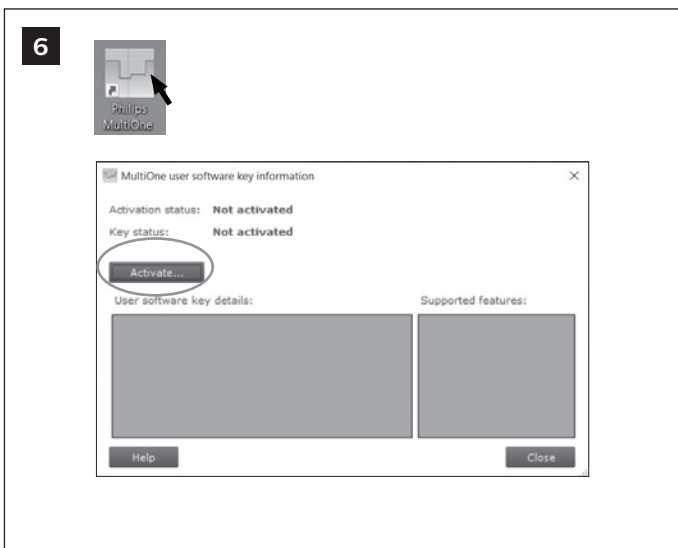 6
Philips
MultiOne
MultiOne user software key information
Activation status: Not activated
Key status: Not activated
Activate...
User software key details: Supported features:
Help Close